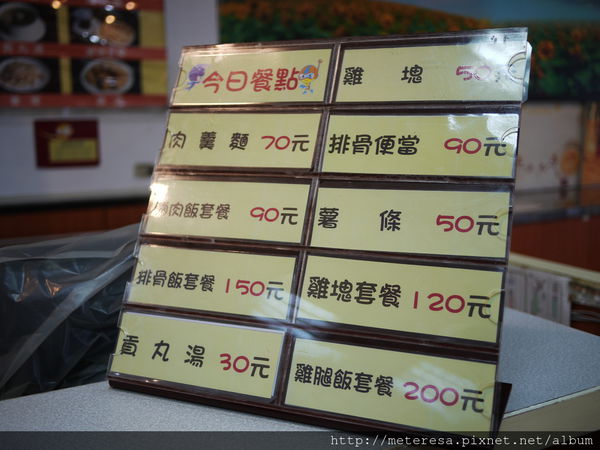 今日餐點
雞塊 50
肉羹麵 70元
排骨便當 90元
肉飯套餐 90元
薯條 50元
排骨飯套餐 150元
雞塊套餐 120元
貢丸湯 30元
雞腿飯套餐 200元
http://meteresa.pixnet.net/album